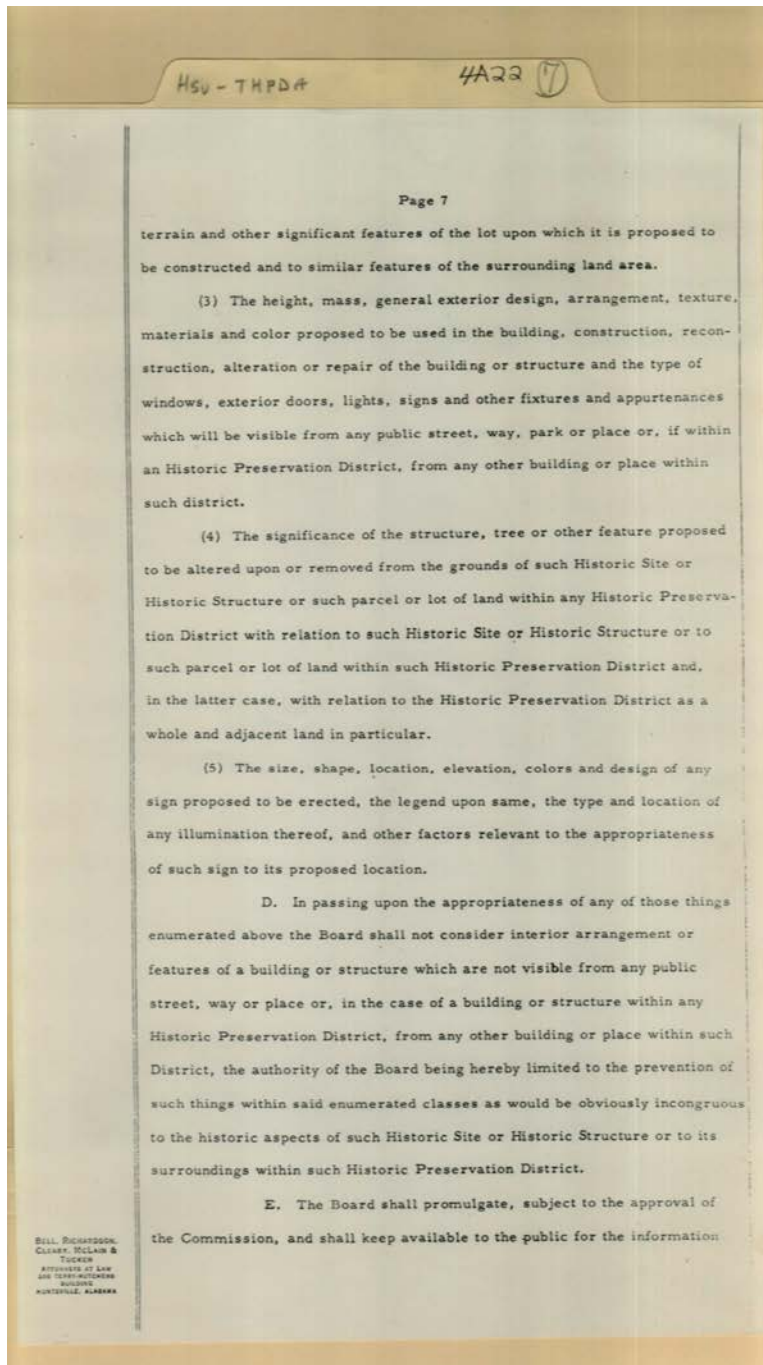 HSV - THPDA
4A22 7
Page 7
terrain and other significant features of the lot upon which it is proposed to
be constructed and to similar features of the surrounding land area.
(3) The height, mass, general exterior design, arrangement, texture,
materials and color proposed to be used in the building, construction, recon-
struction, alteration or repair of the building or structure and the type of
windows, exterior doors, lights, signs and other fixtures and appurtenances
which will be visible from any public street, way, park or place or, if within
an Historic Preservation District, from any other building or place within
such district.
(4) The significance of the structure, tree or other feature proposed
to be altered upon or removed from the grounds of such Historic Site or
Historic Structure or such parcel or lot of land within any Historic Preserva-
tion District with relation to such Historic Site or Historic Structure or to
such parcel or lot of land within such Historic Preservation District and,
in the latter case, with relation to the Historic Preservation District as a
whole and adjacent land in particular.
(5) The size, shape, location, elevation, colors and design of any
sign proposed to be erected, the legend upon same, the type and location of
any illumination thereof, and other factors relevant to the appropriateness
of such sign to its proposed location.
D. In passing upon the appropriateness of any of those things
enumerated above the Board shall not consider interior arrangement or
features of a building or structure which are not visible from any public
street, way or place or, in the case of a building or structure within any
Historic Preservation District, from any other building or place within such
District, the authority of the Board being hereby limited to the prevention of
such things within said enumerated classes as would be obviously incongruous
to the historic aspects of such Historic Site or Historic Structure or to its
surroundings within such Historic Preservation District.
E. The Board shall promulgate, subject to the approval of
the Commission, and shall keep available to the public for the information
BELL, RICHARDSON,
CLEARY, MCLAIN &
TUCKER
ATTORNEYS AT LAW
TERRY-HUTCHENS
BUILDING
HUNTSVILLE, ALABAMA